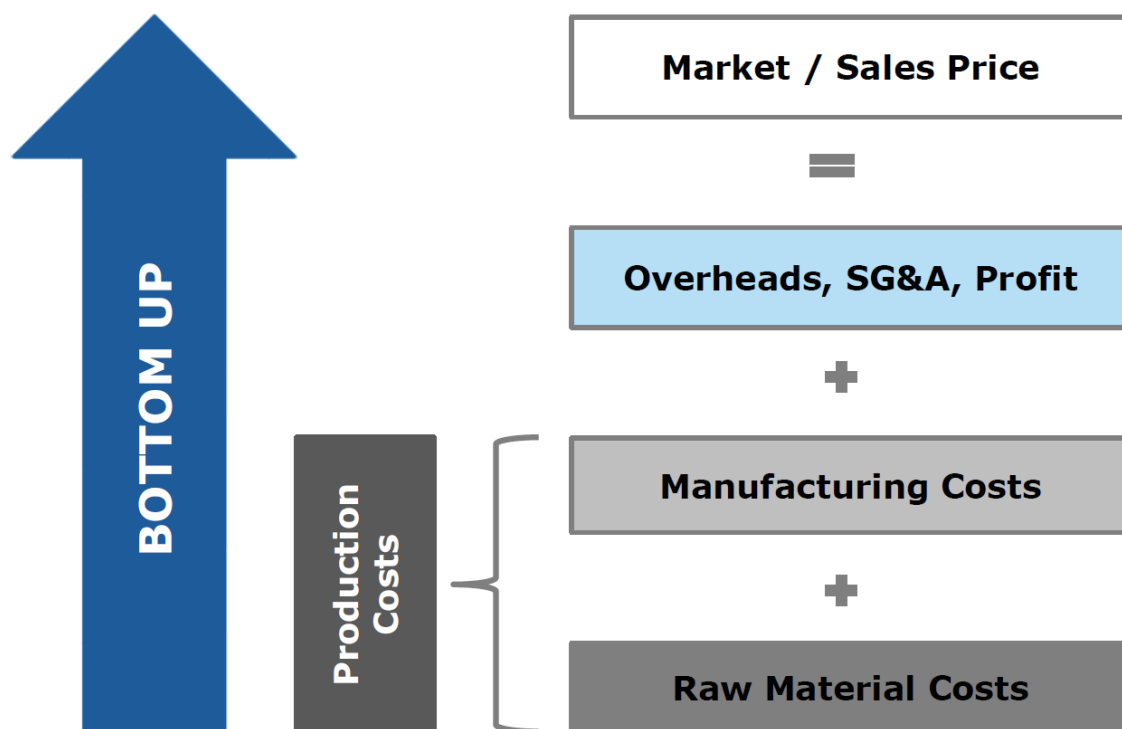 BOTTOM UP
Market / Sales Price
=
Overheads, SG&A, Profit
+
Manufacturing Costs
+
Raw Material Costs
Production
Costs